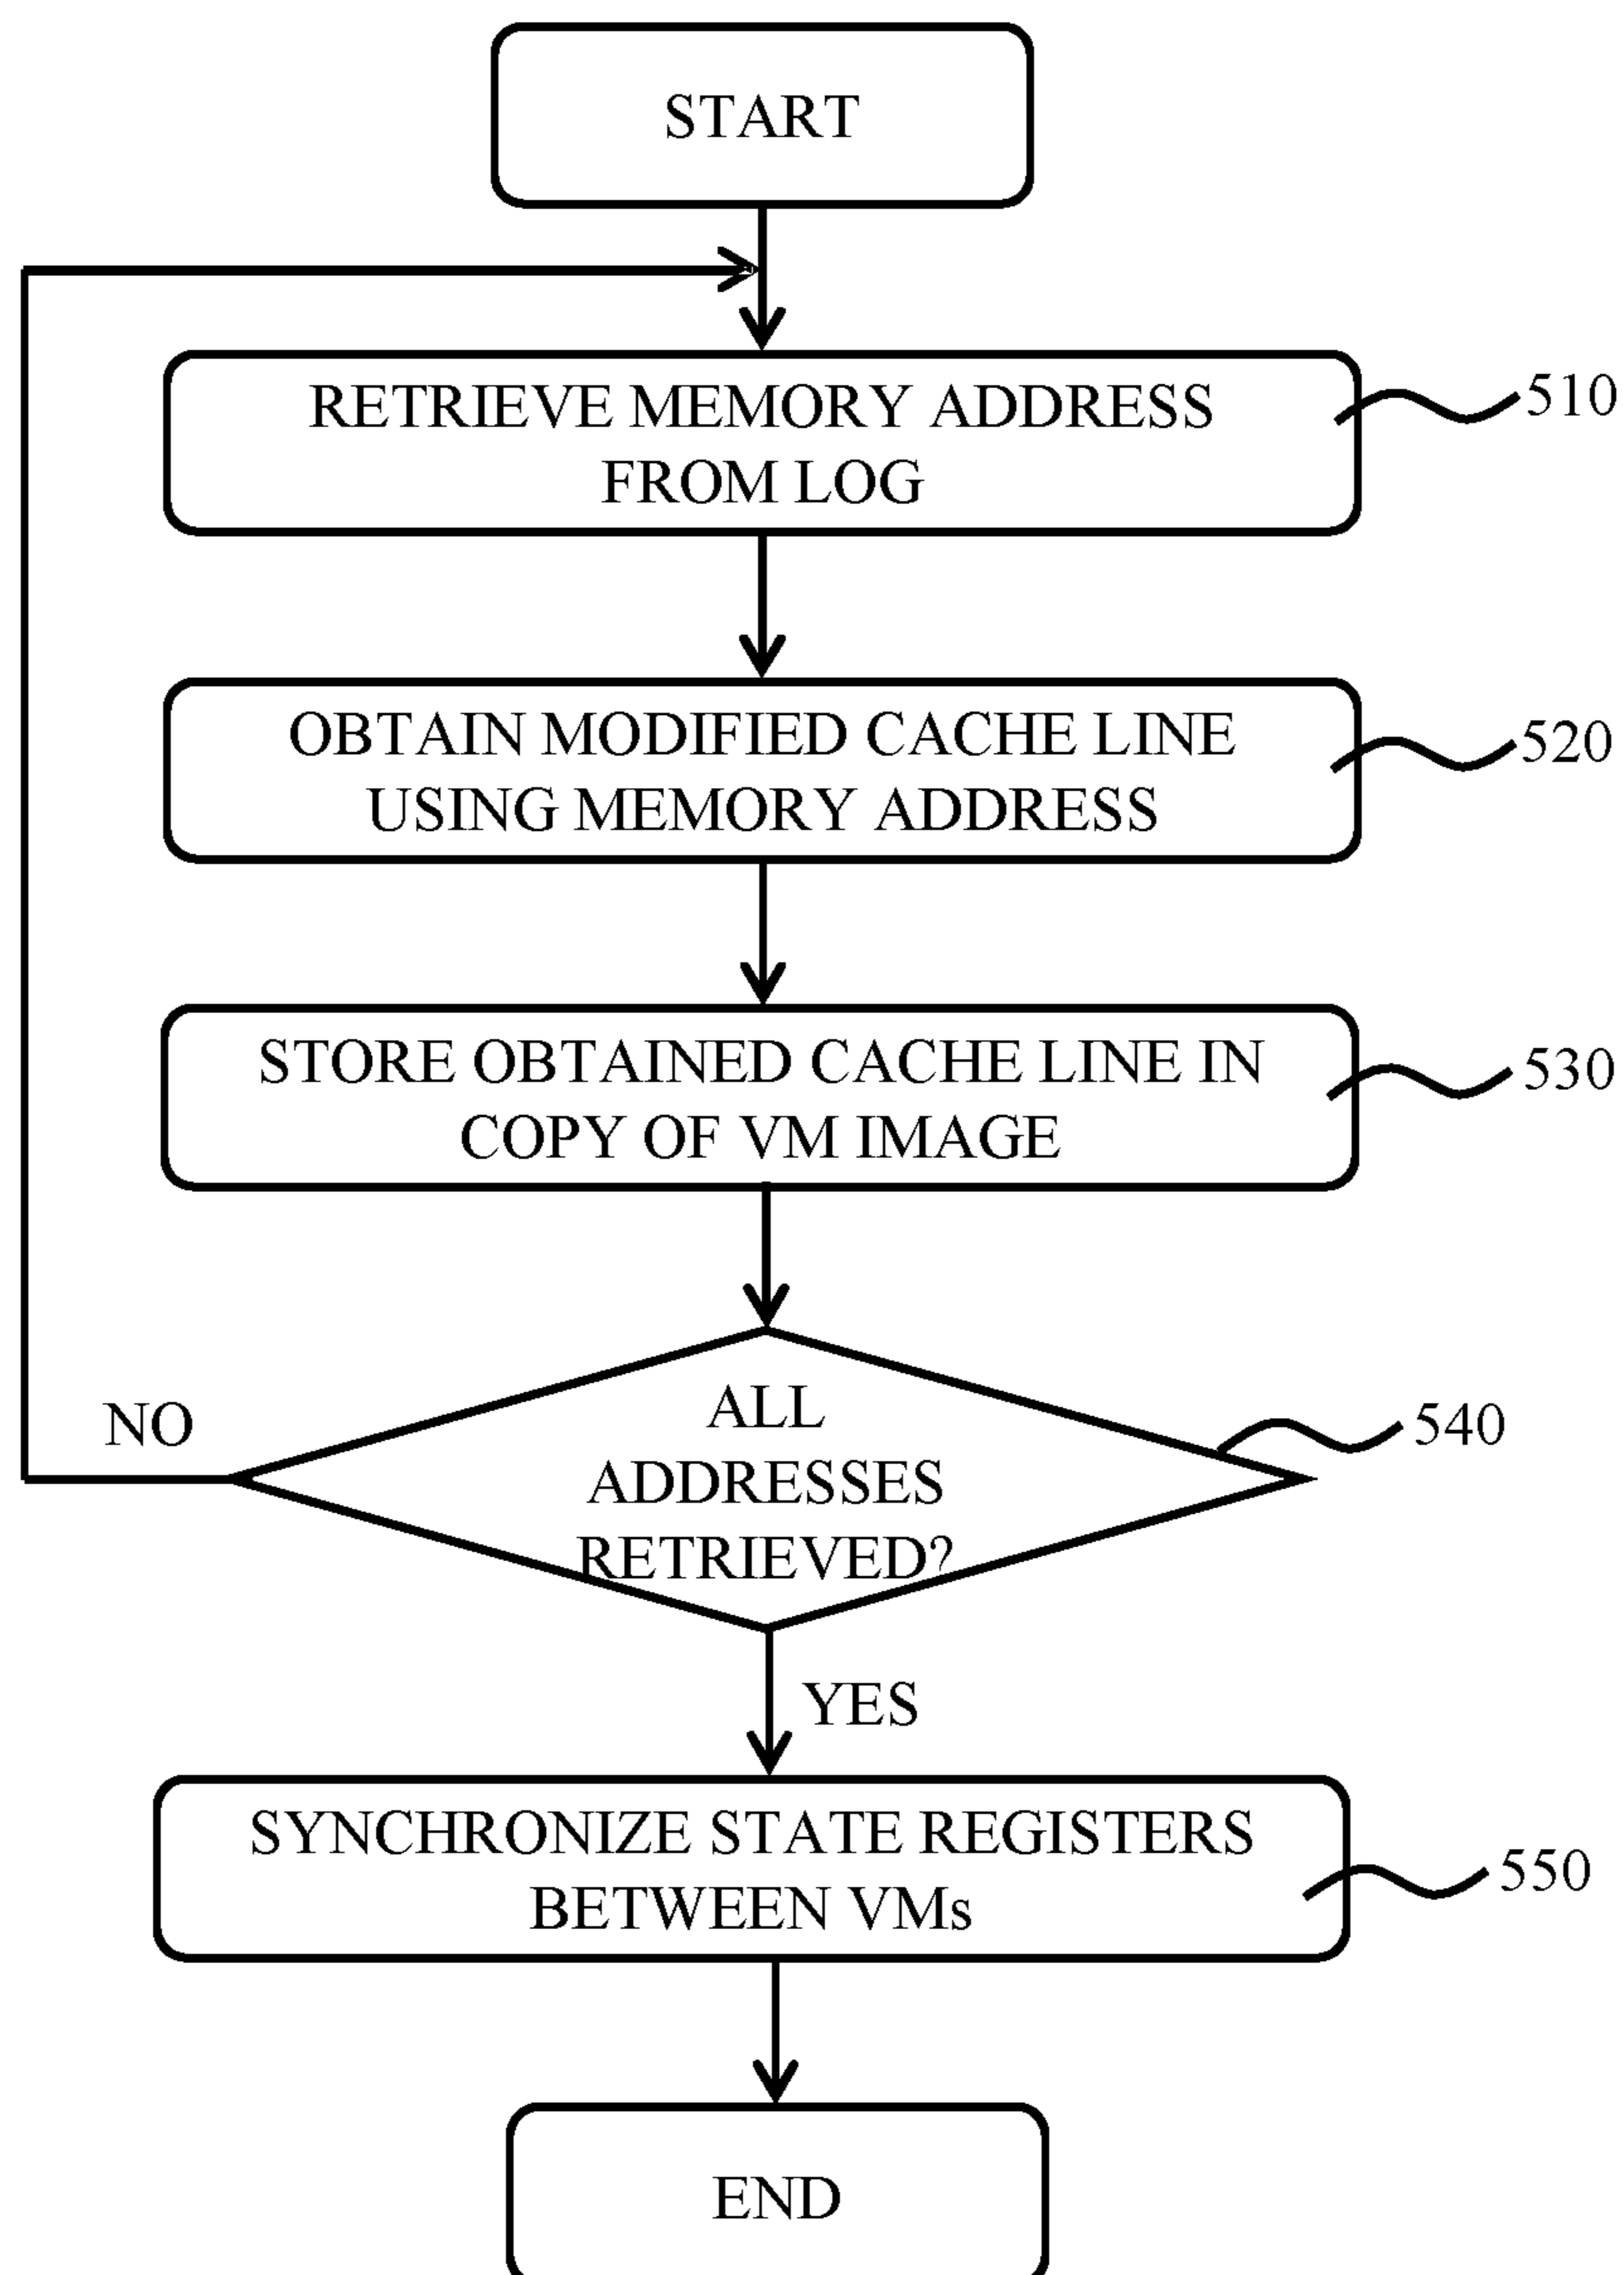 START
RETRIEVE MEMORY ADDRESS
FROM LOG
510
OBTAIN MODIFIED CACHE LINE
USING MEMORY ADDRESS
520
STORE OBTAINED CACHE LINE IN
COPY OF VM IMAGE
530
ALL
ADDRESSES
RETRIEVED?
540
NO
YES
SYNCHRONIZE STATE REGISTERS
BETWEEN VMs
550
END